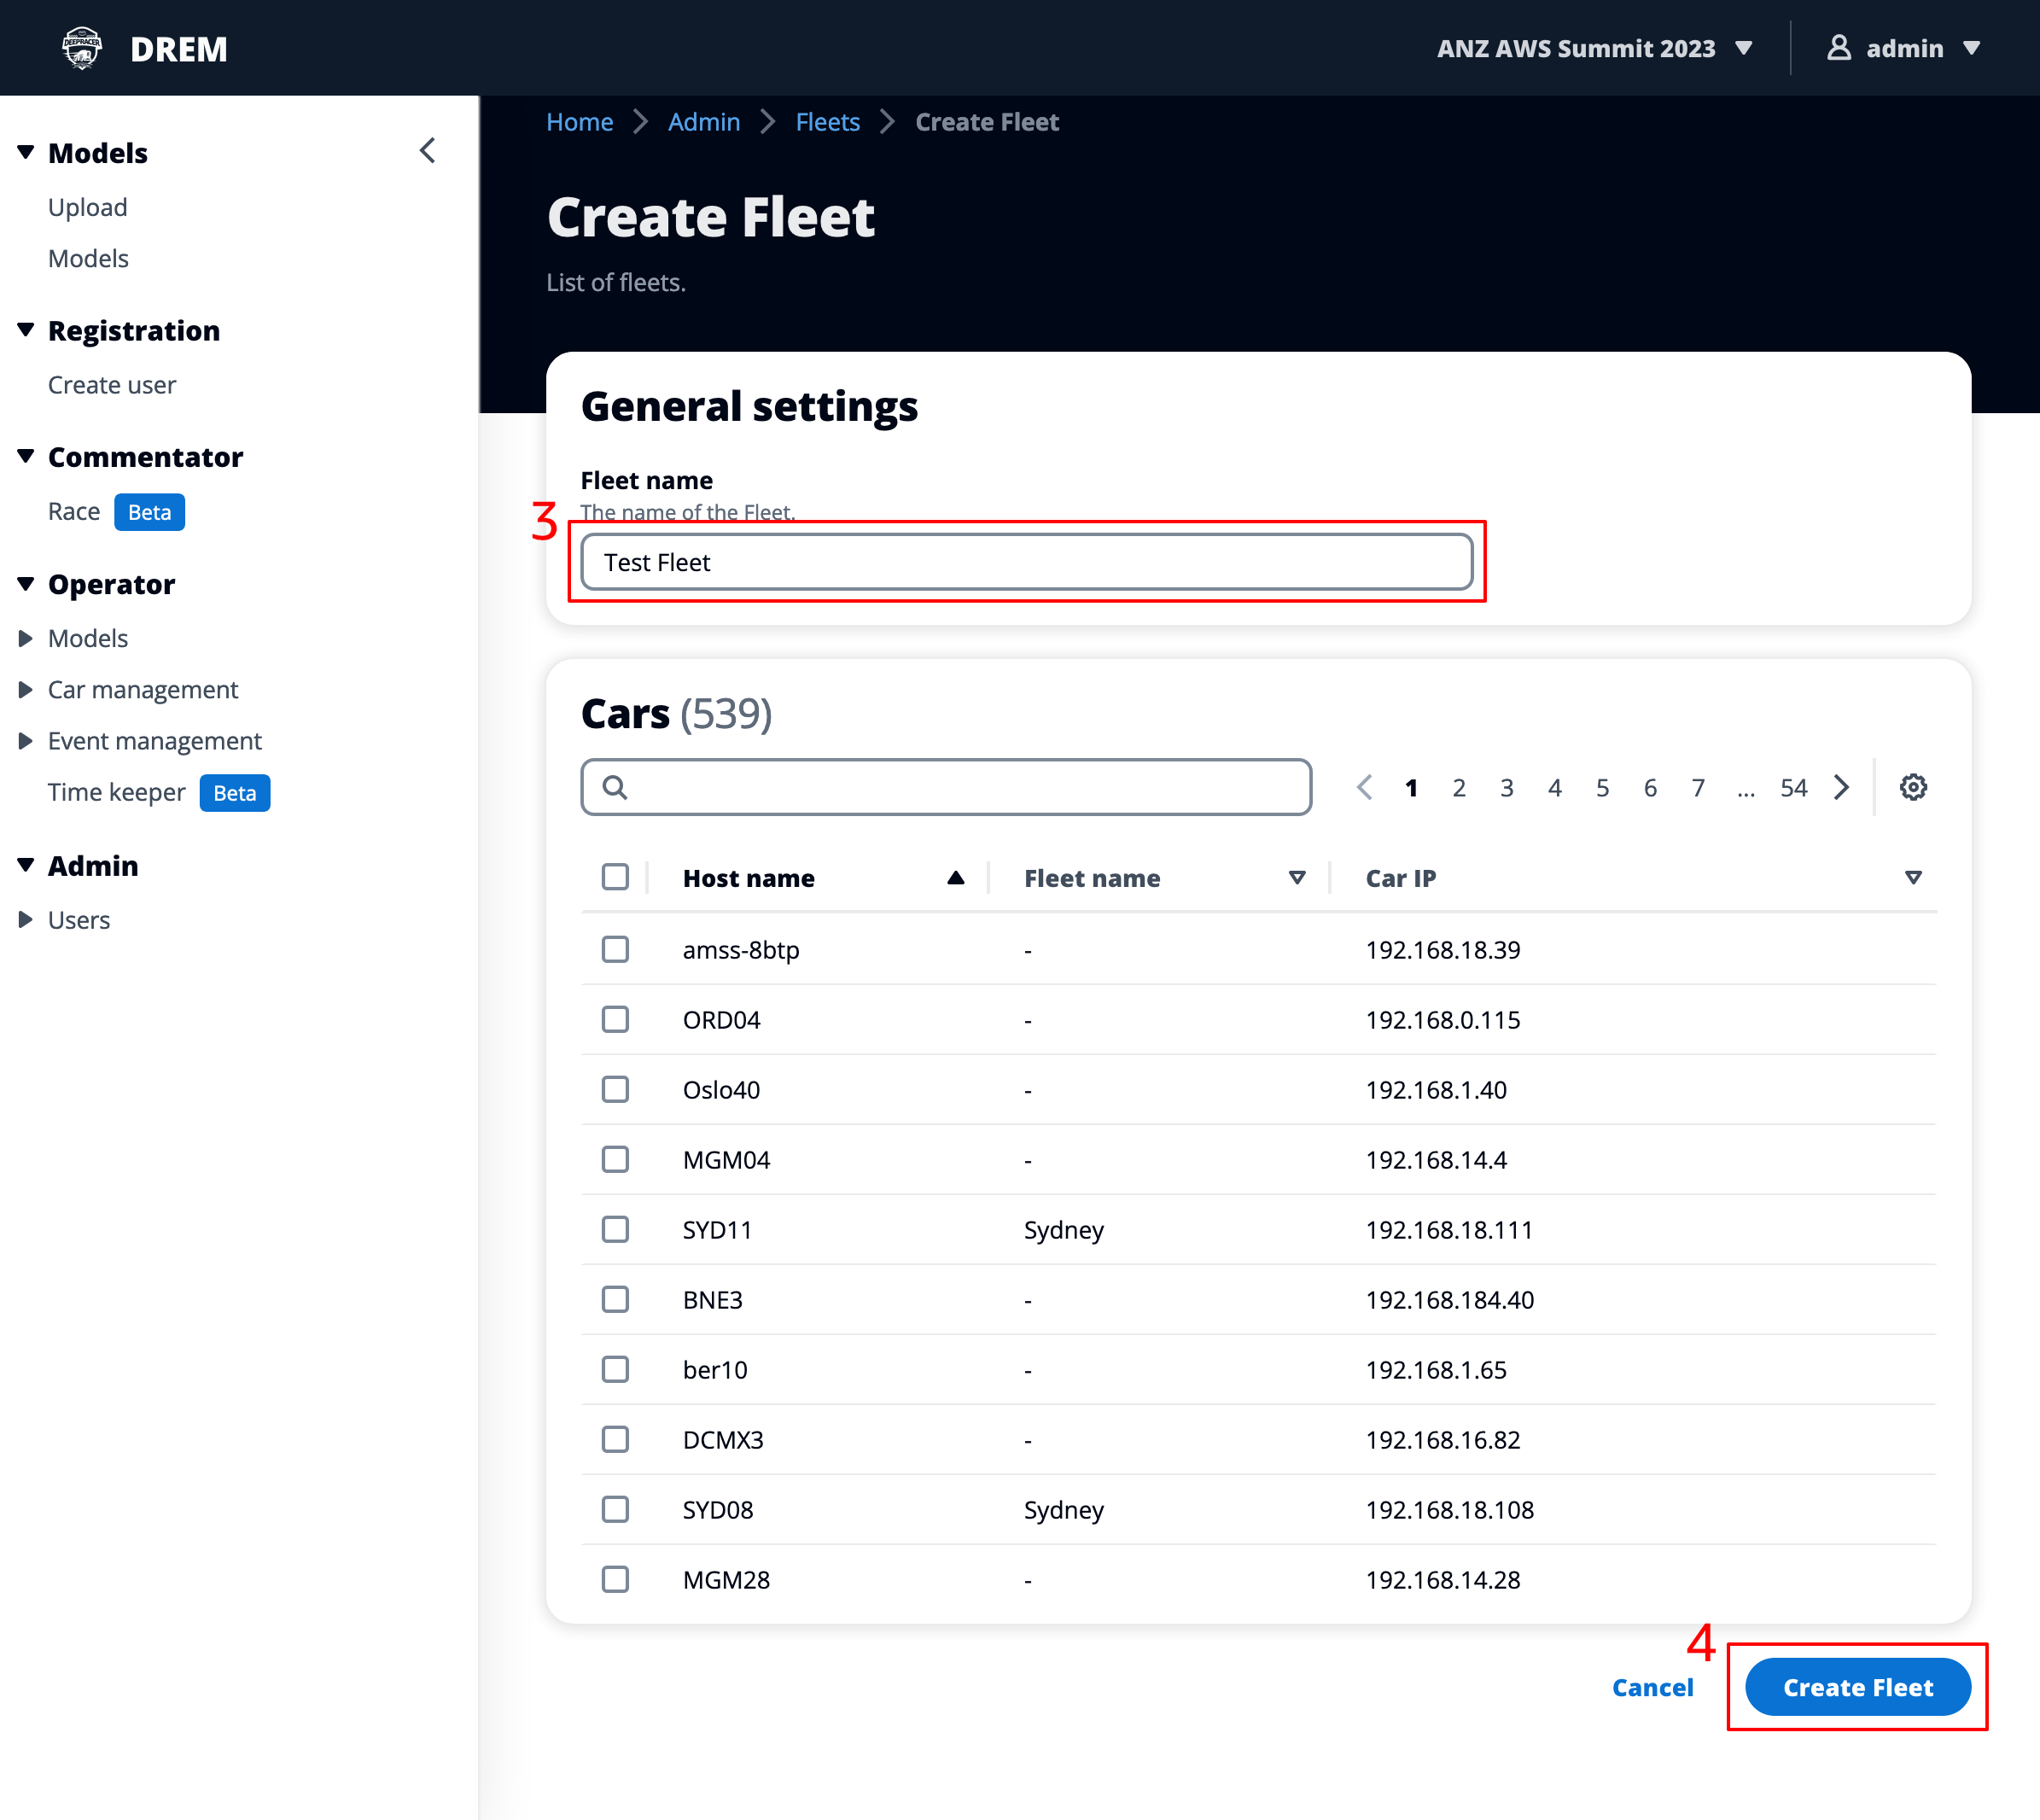 DEEPRACER
DREM
ANZ AWS Summit 2023
admin
Models
Upload
Models
Registration
Create user
Commentator
Race Beta
Operator
Models
Car management
Event management
Time keeper Beta
Admin
Users
Home Admin Fleets Create Fleet
Create Fleet
List of fleets.
General settings
Fleet name
The name of the Fleet.
3
Test Fleet
Cars (539)
1 2 3 4 5 6 7 ... 54
Host name Fleet name Car IP
amss-8btp - 192.168.18.39
ORD04 - 192.168.0.115
Oslo40 - 192.168.1.40
MGM04 - 192.168.14.4
SYD11 Sydney 192.168.18.111
BNE3 - 192.168.184.40
ber10 - 192.168.1.65
DCMX3 - 192.168.16.82
SYD08 Sydney 192.168.18.108
MGM28 - 192.168.14.28
4
Cancel Create Fleet